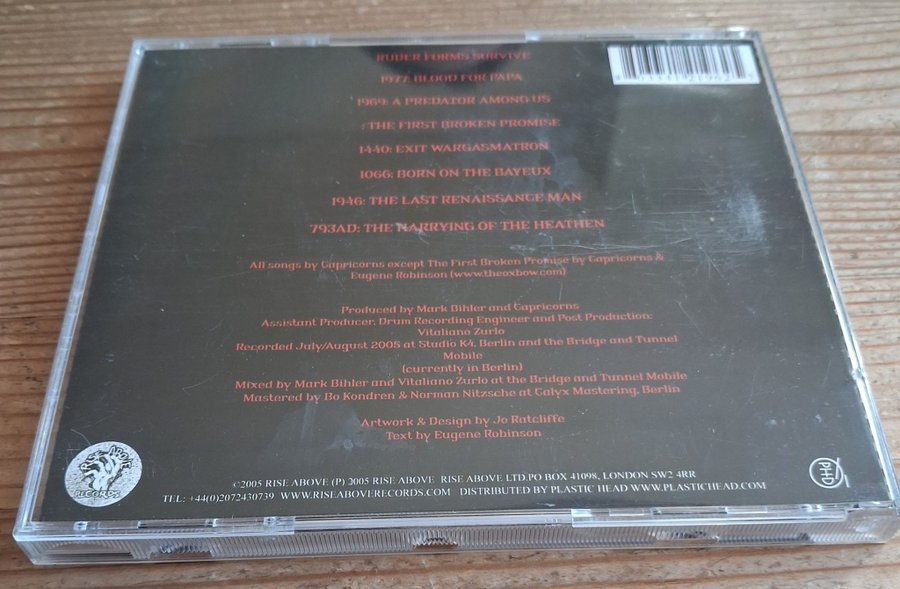 RUDER FORMS SURVIVE
1977: BLOOD FOR PAPA
1969: A PREDATOR AMONG US
: THE FIRST BROKEN PROMISE
1440: EXIT WARGASMATRON
1066: BORN ON THE BAYEUX
1946: THE LAST RENAISSANCE MAN
793AD: THE HARRYING OF THE HEATHEN
All songs by Capricorns except The First Broken Promise by Capricorns &
Eugene Robinson (www.theoxbow.com)
Produced by Mark Bihler and Capricorns
Assistant Producer, Drum Recording Engineer and Post Production:
Vitaliano Zurlo
Recorded July/August 2005 at Studio K4, Berlin and the Bridge and Tunnel
Mobile
(currently in Berlin)
Mixed by Mark Bihler and Vitaliano Zurlo at the Bridge and Tunnel Mobile
Mastered by Bo Kondren & Norman Nitzsche at Calyx Mastering, Berlin
Artwork & Design by Jo Ratcliffe
Text by Eugene Robinson
RISE ABOVE
RECORDS
©2005 RISE ABOVE (P) 2005 RISE ABOVE RISE ABOVE LTD.PO BOX 41098, LONDON SW2 4RR
TEL: +44(0)2072430739 WWW.RISEABOVERECORDS.COM DISTRIBUTED BY PLASTIC HEAD WWW.PLASTICHEAD.COM
PHD